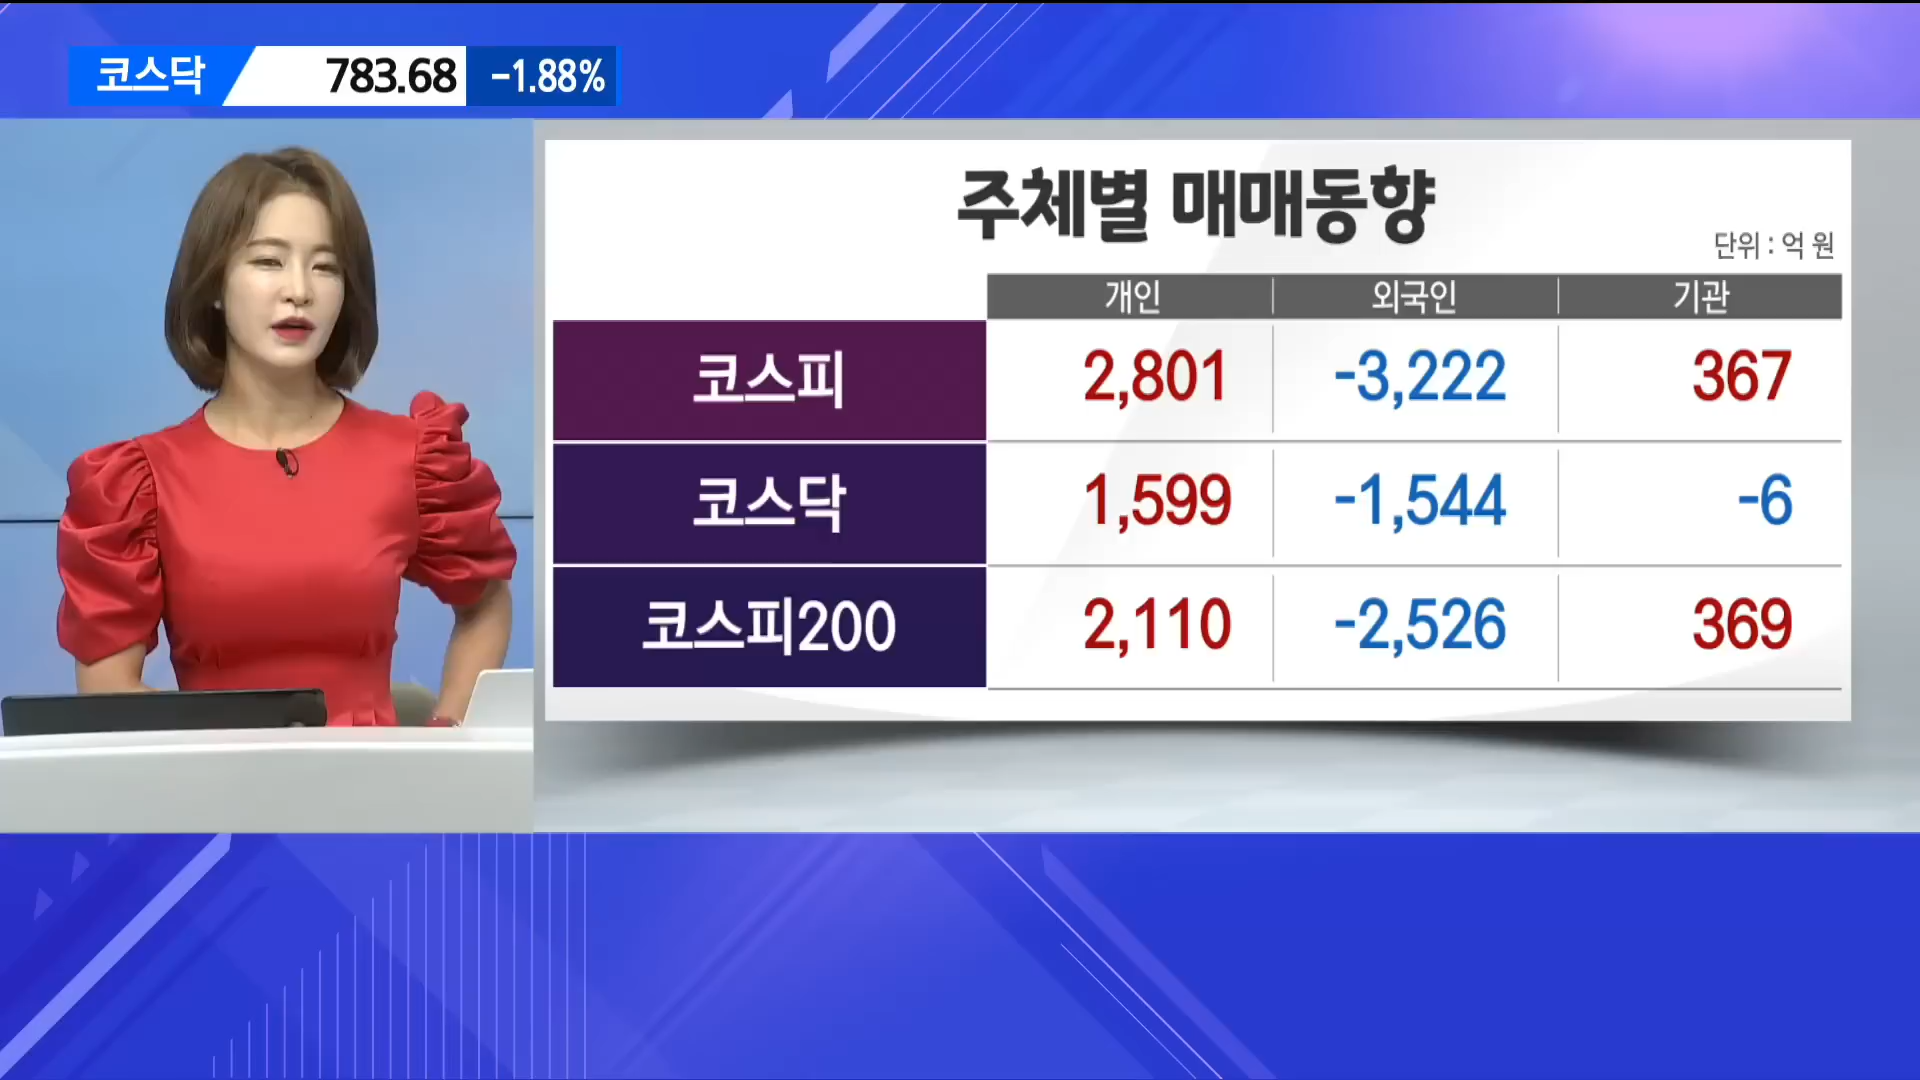 코스닥 783.68 -1.88%
주체별 매매동향
단위 : 억 원
개인 외국인 기관
코스피 2,801 -3,222 367
코스닥 1,599 -1,544 -6
코스피200 2,110 -2,526 369